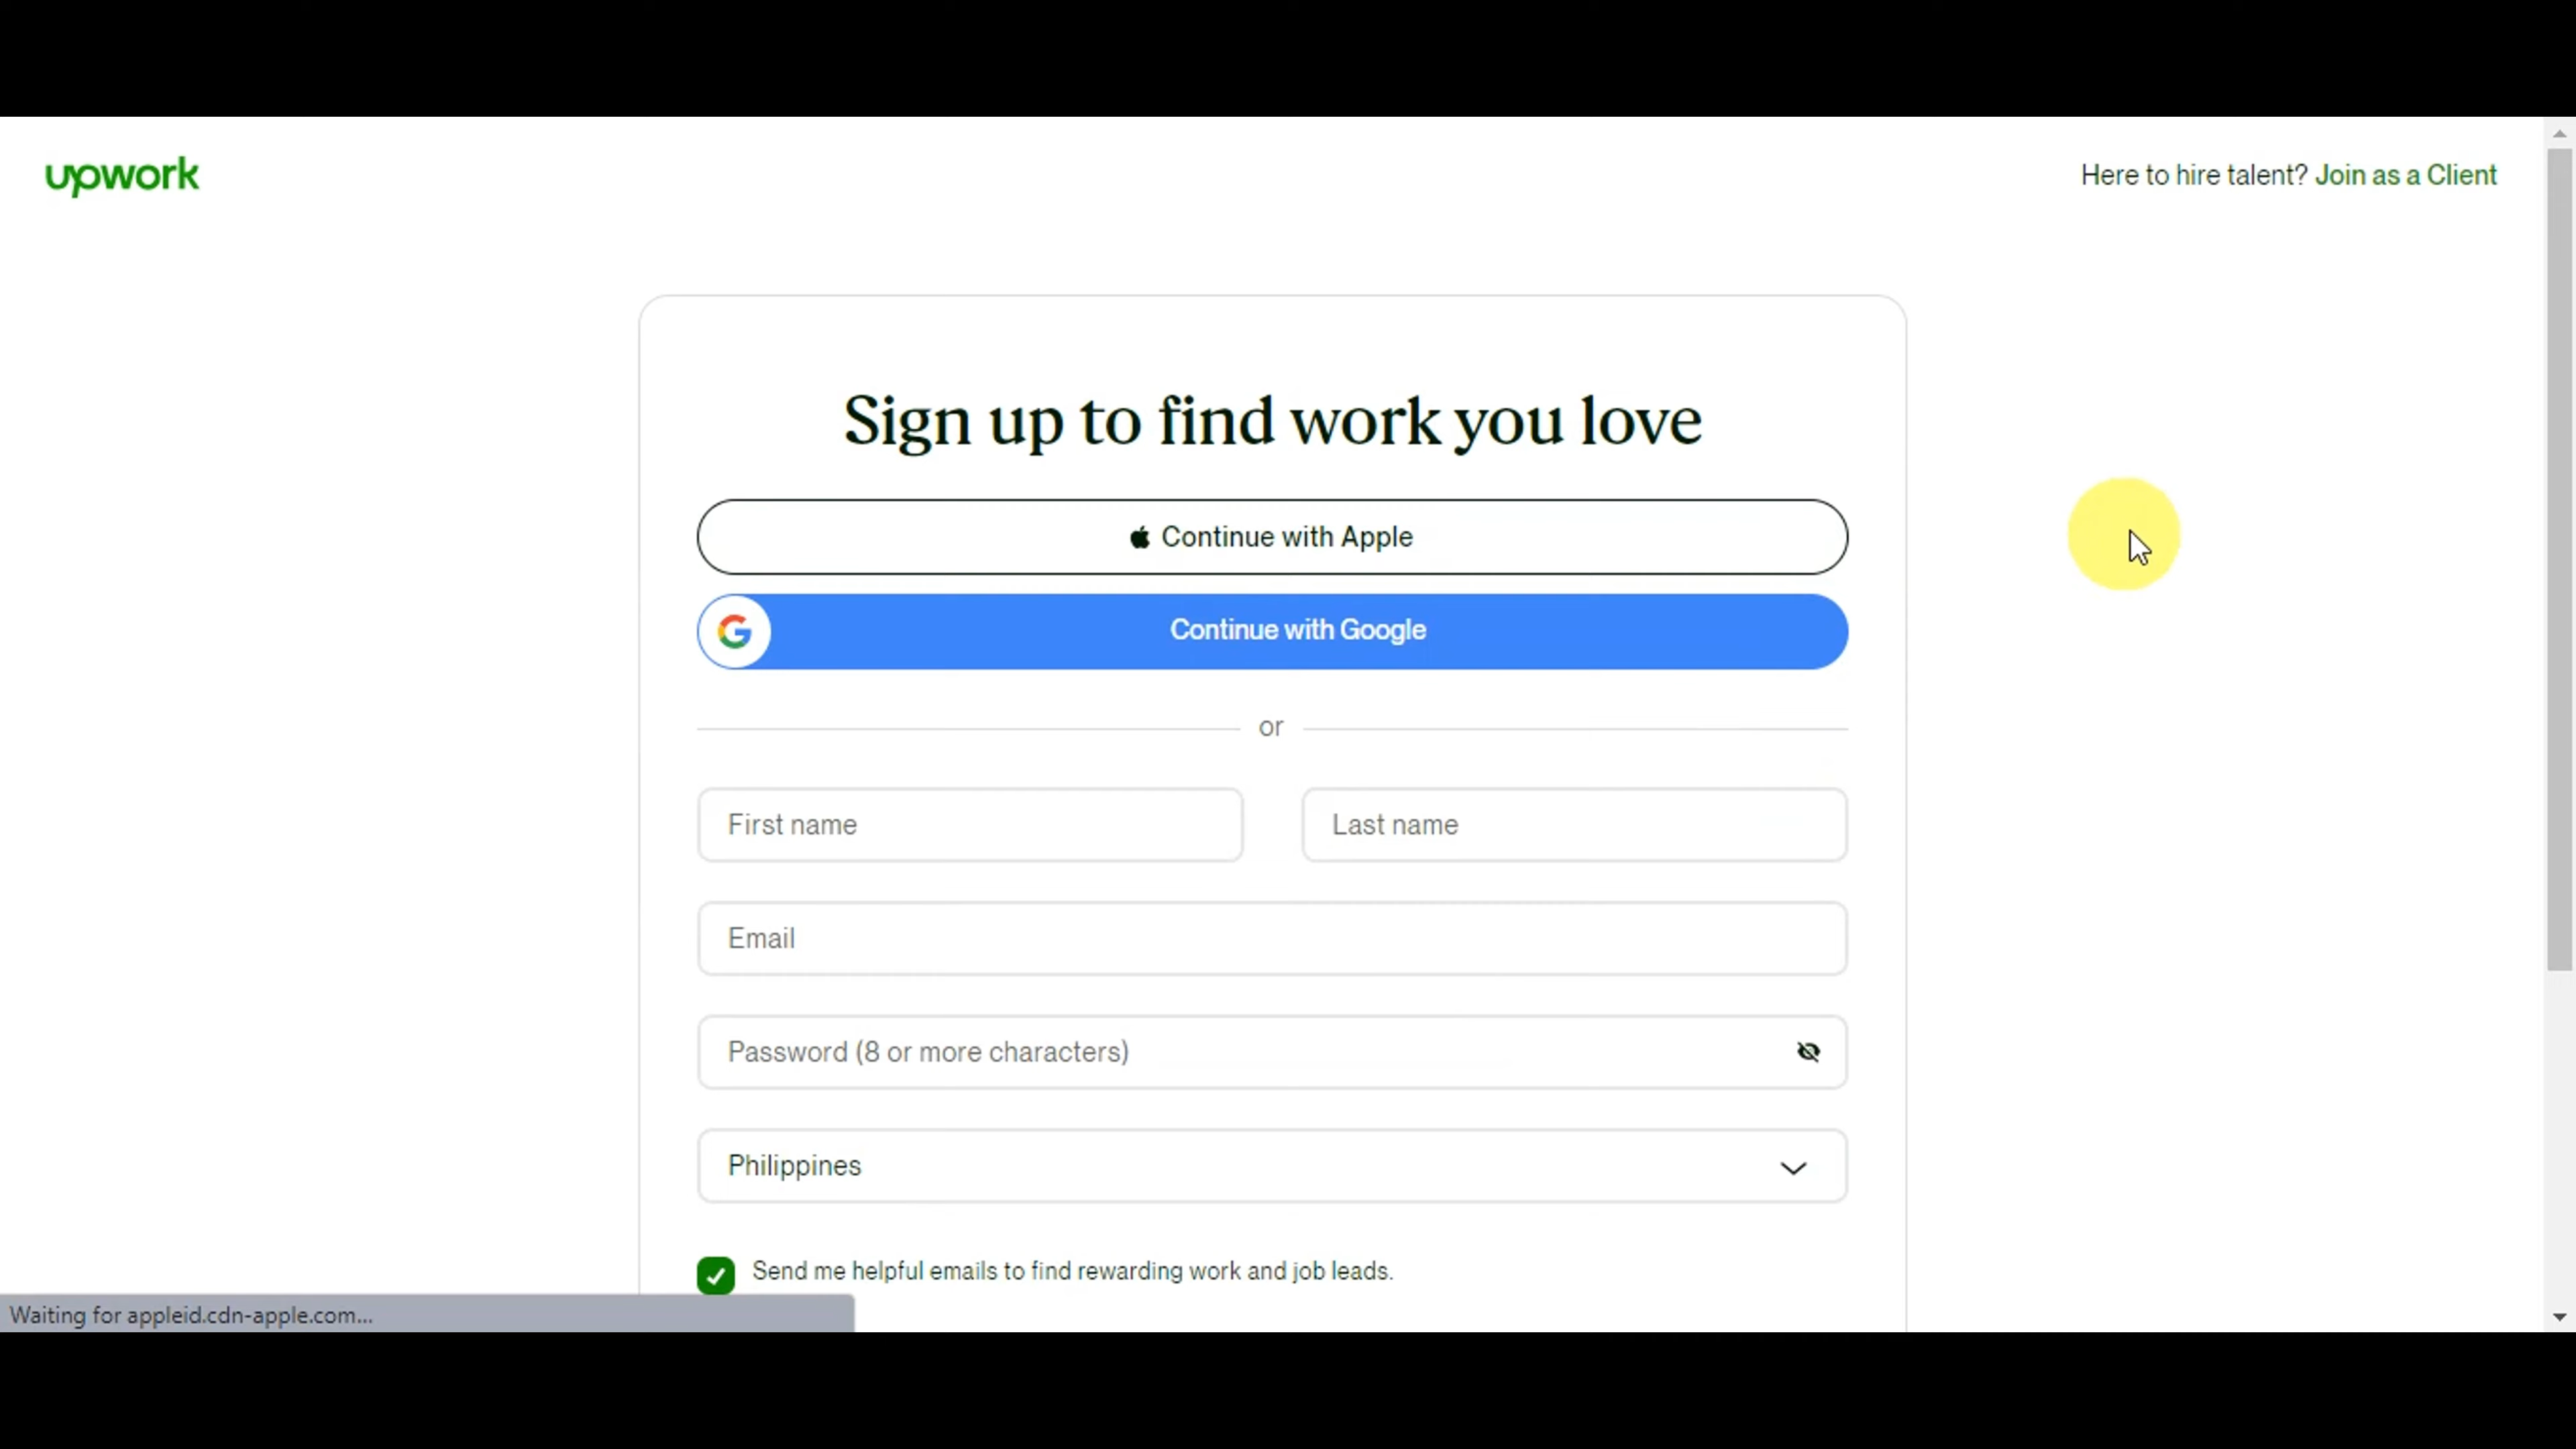 upwork
Here to hire talent? Join as a Client
Sign up to find work you love
Continue with Apple
Continue with Google
or
First name
Last name
Email
Password (8 or more characters)
Philippines
Send me helpful emails to find rewarding work and job leads.
Waiting for appleid.cdn-apple.com...